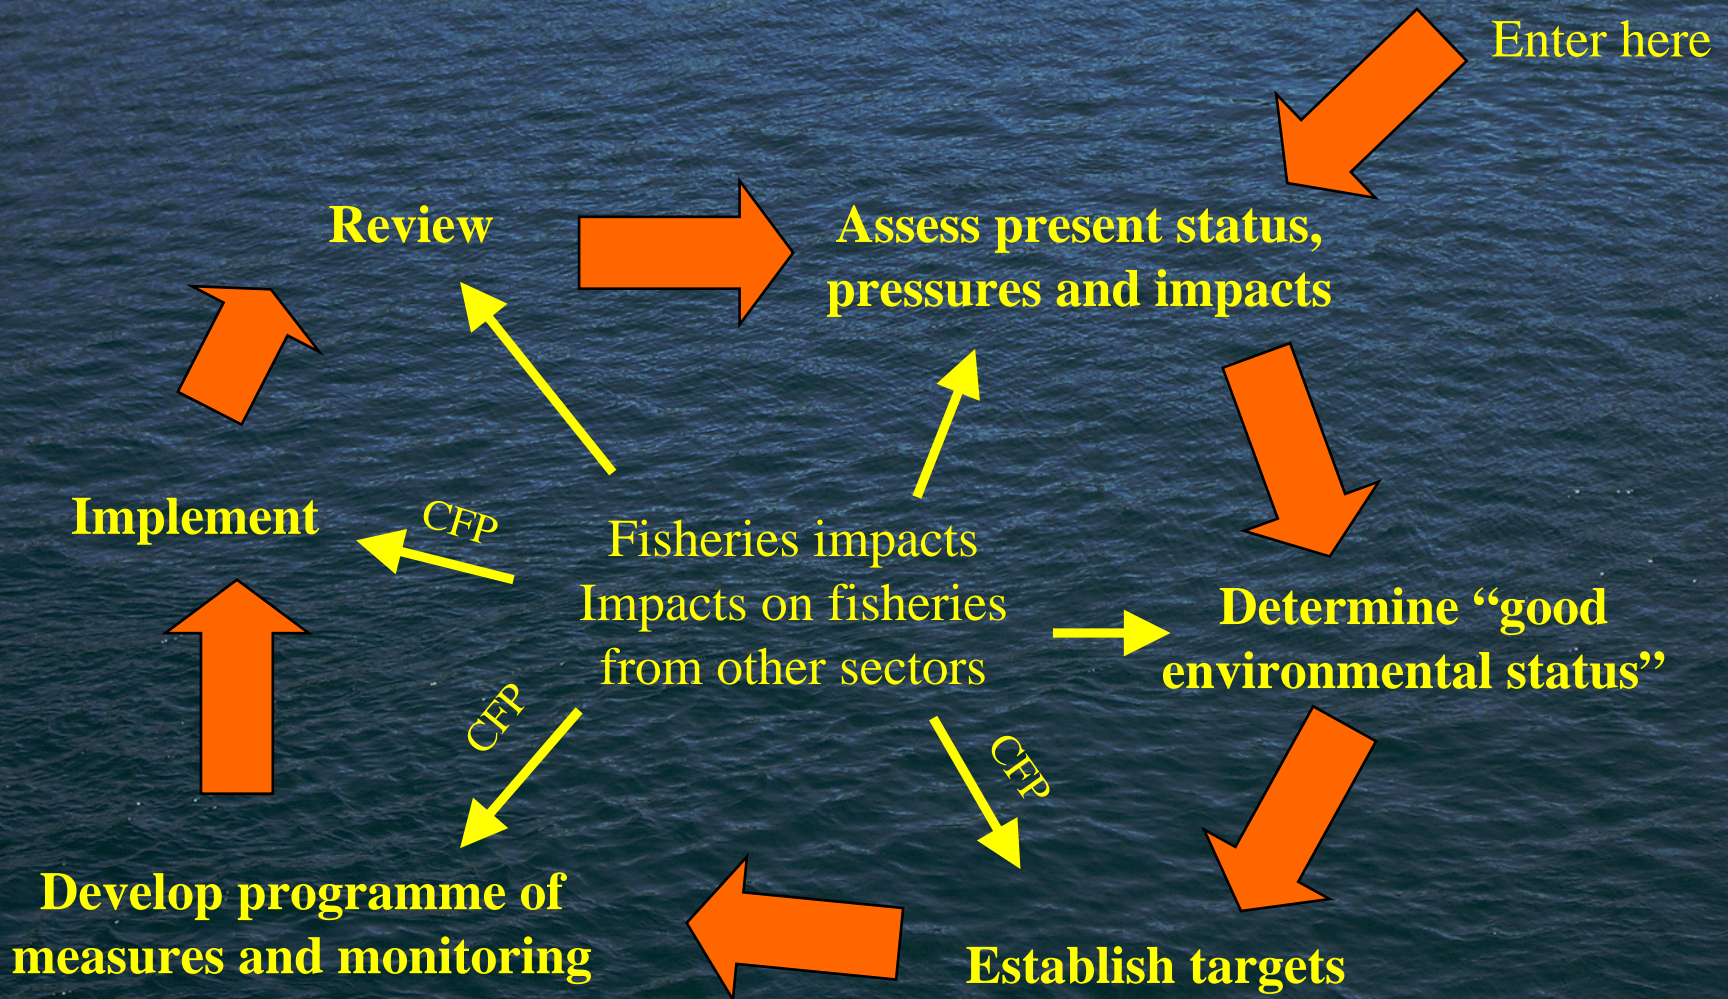 Enter here
Review
Assess present status,
pressures and impacts
Implement
CFP
Fisheries impacts
Impacts on fisheries
from other sectors
Determine “good
environmental status”
CFP
CFP
Develop programme of
measures and monitoring
Establish targets